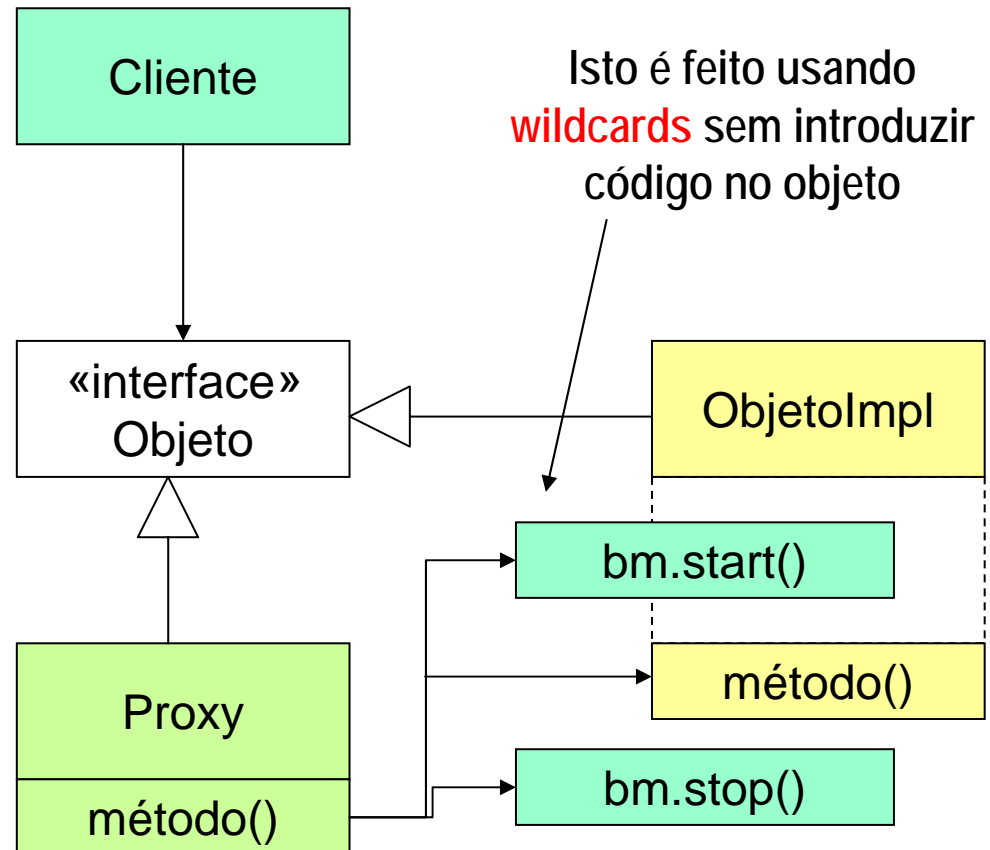 Cliente
Isto é feito usando
wildcards sem introduzir
código no objeto
«interface»
Objeto
ObjetoImpl
bm.start()
método()
Proxy
bm.stop()
método()